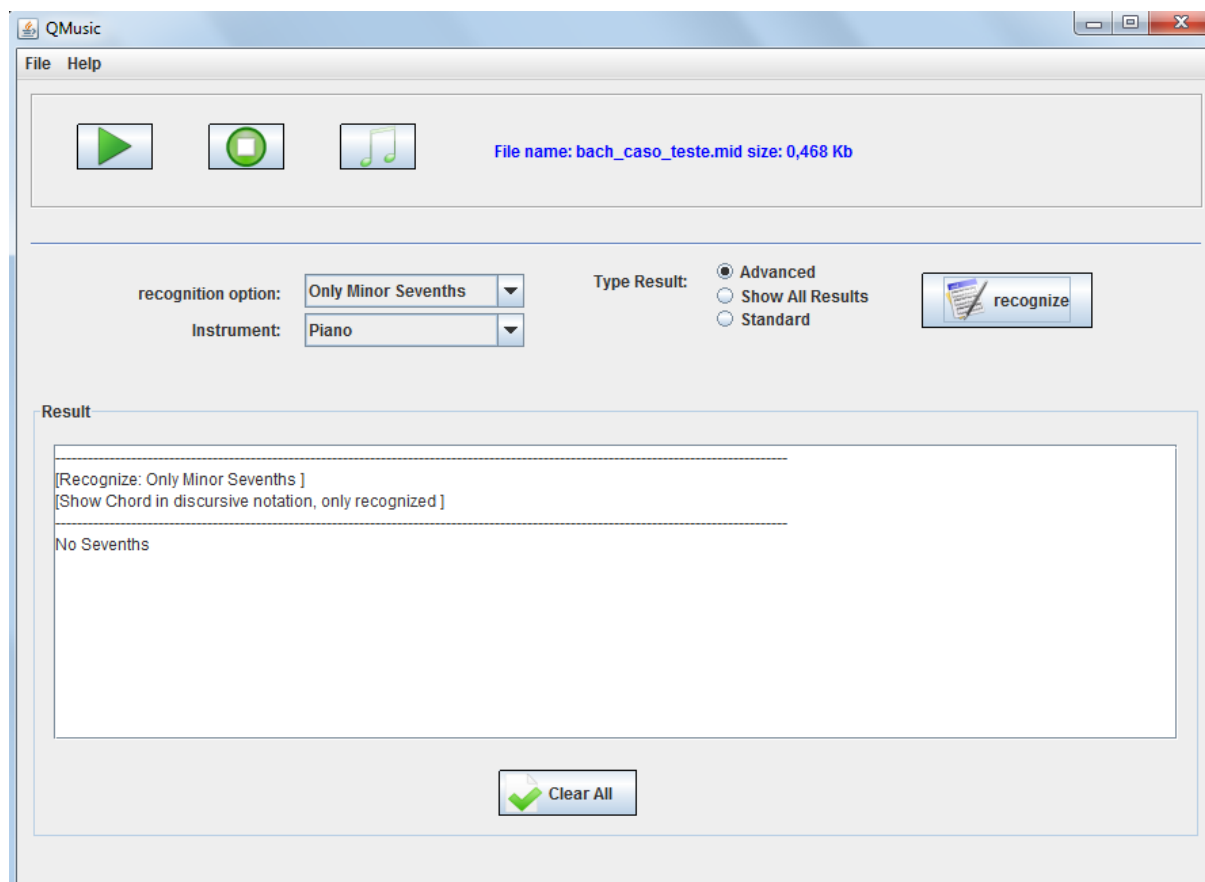 QMusic
File Help
File name: bach_caso_teste.mid size: 0,468 Kb
recognition option: Only Minor Sevenths
Instrument: Piano
Type Result:
Advanced
Show All Results
Standard
recognize
Result
[Recognize: Only Minor Sevenths ]
[Show Chord in discursive notation, only recognized ]
No Sevenths
Clear All